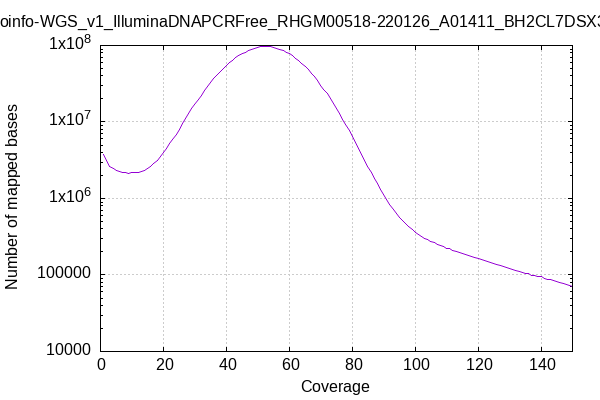 oinfo-WGS_v1_IlluminaDNAPCRFree_RHGM00518-220126_A01411_BH2CL7DSX3
1x10^8
1x10^7
1x10^6
100000
10000
Number of mapped bases
0 20 40 60 80 100 120 140
Coverage